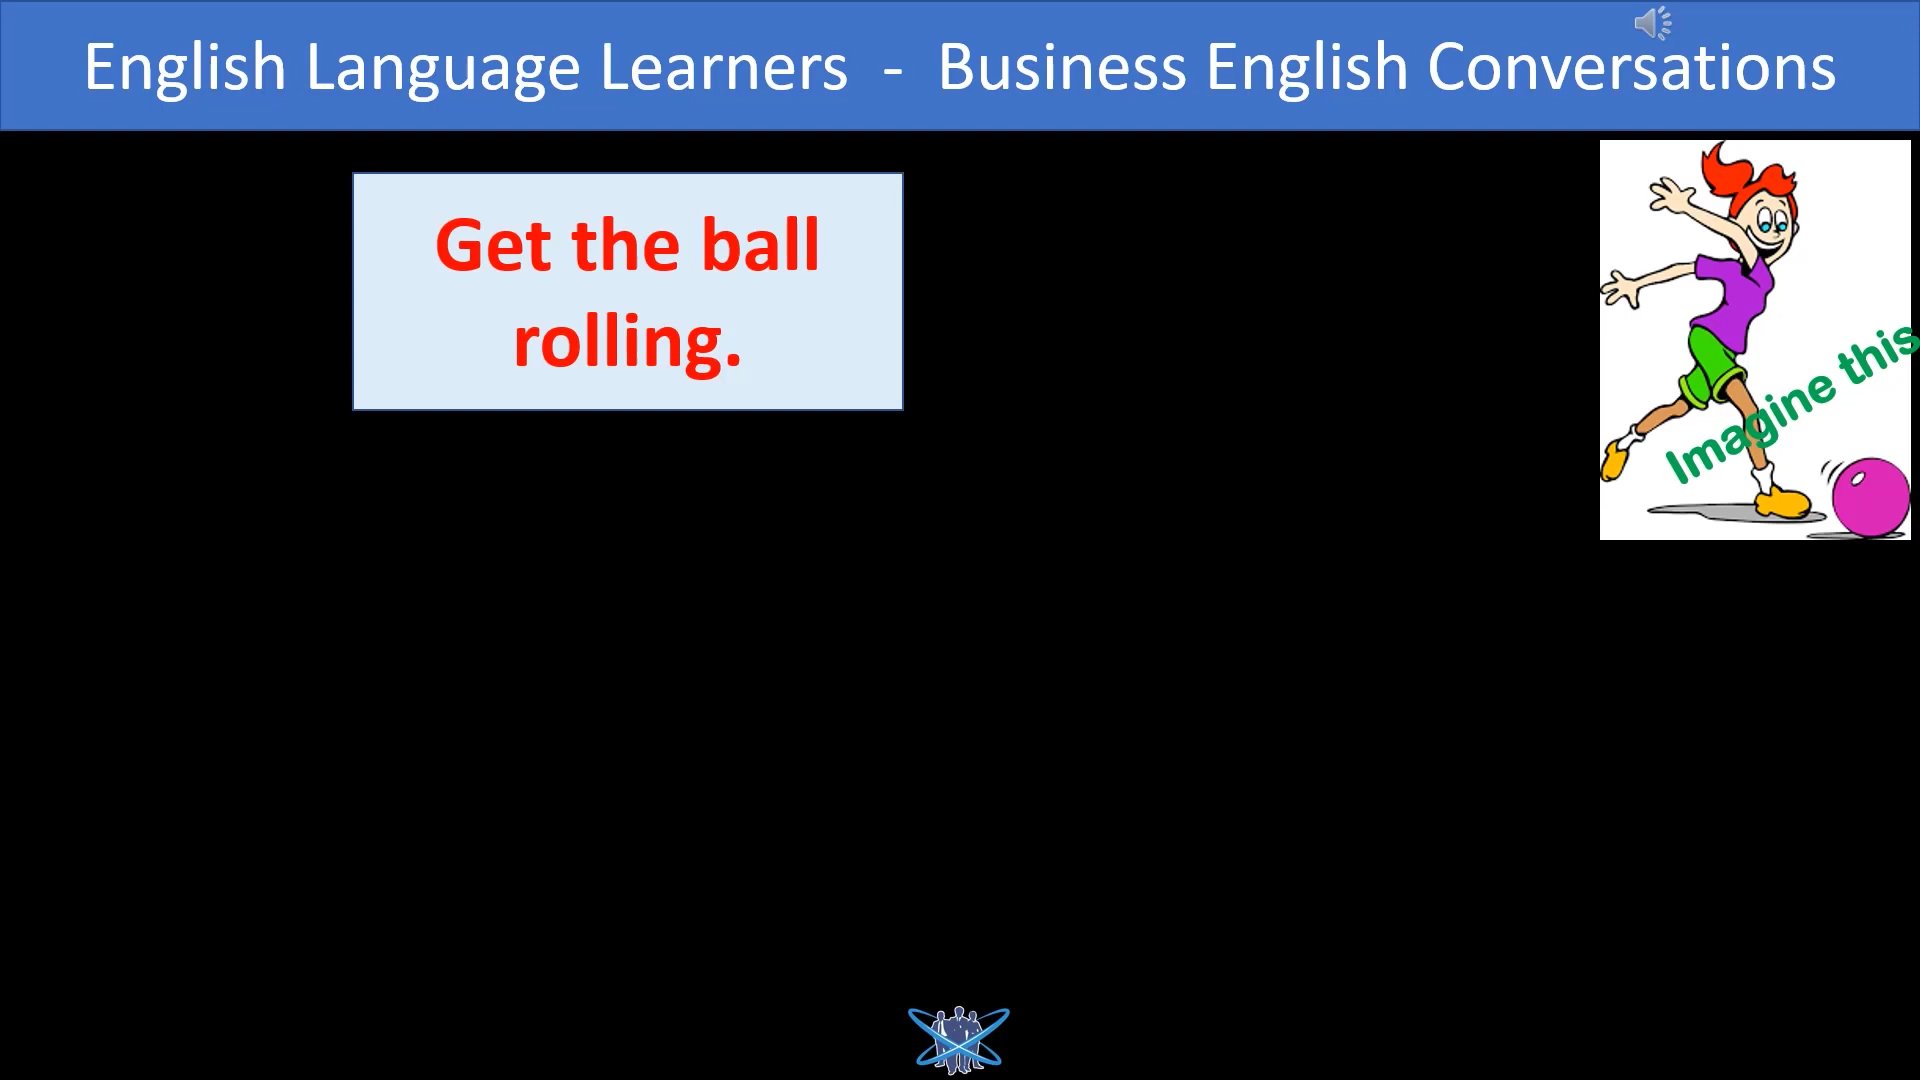 English Language Learners - Business English Conversations
Get the ball
rolling.
Imagine this